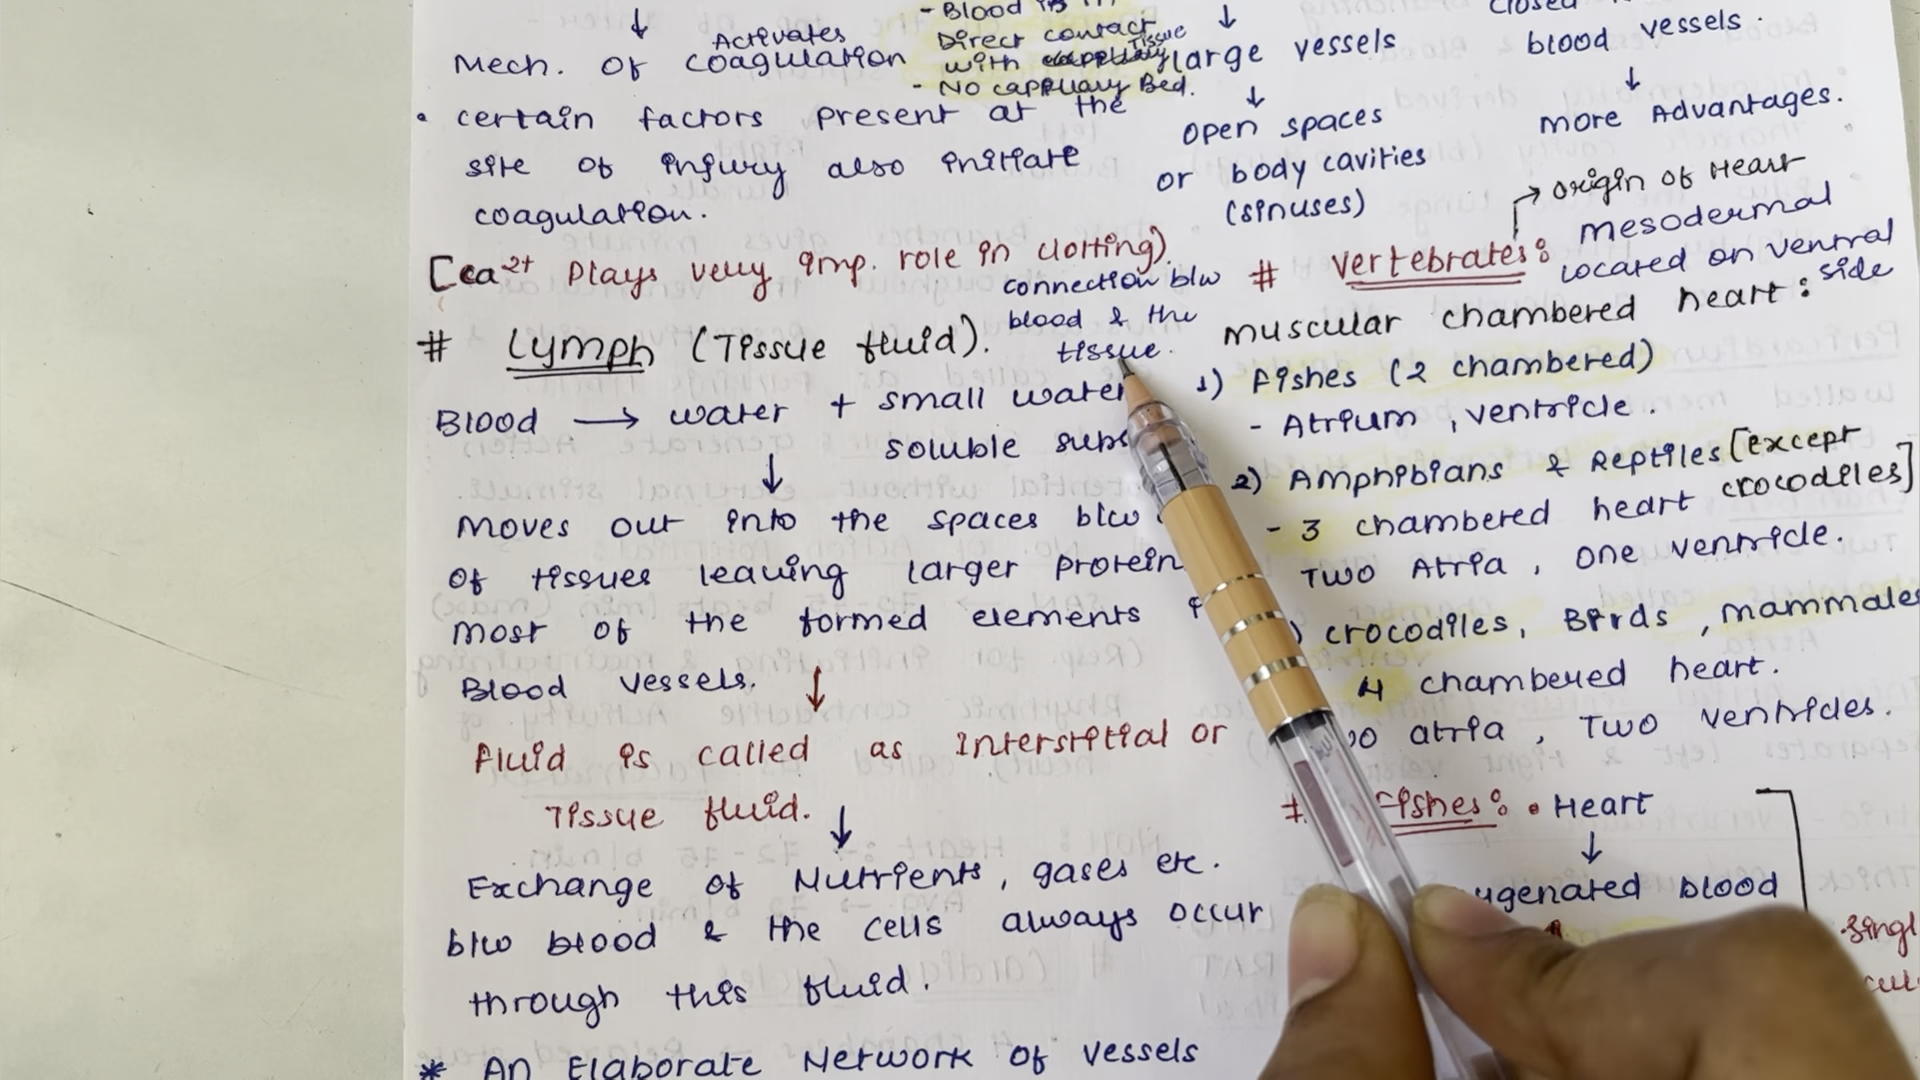 ↓
Activates
Mech. of coagulation
• certain factors present at the
site of injury also initiate
coagulation.
[Ca²⁺ plays very imp. role in clotting).
connection b/w
blood & the
tissue.
# Lymph (Tissue fluid).
Blood → water + small water
soluble subs
↓
moves out into the spaces b/w
of tissues leaving larger protein
most of the formed elements
Blood vessels.
↓
fluid is called as Interstitial or
Tissue fluid.
↓
Exchange of Nutrients, gases etc.
b/w blood & the cells always occur
through this fluid.
* An Elaborate Network of vessels
- Blood is in
Direct contact
with Tissue
- No capillary Bed.
↓
large vessels
↓
open spaces
or body cavities
(sinuses)
closed
blood vessels.
↓
more Advantages.
→ origin of Heart
mesodermal
# Vertebrates:
Located on ventral
side
muscular chambered heart:
1) Fishes (2 chambered)
- Atrium, ventricle.
2) Amphibians & Reptiles [except
crocodiles]
- 3 chambered heart
Two Atria, one ventricle.
) crocodiles, Birds, mammals
4 chambered heart.
atria, Two ventricles.
# Fishes: • Heart
↓
ygenated blood
singl